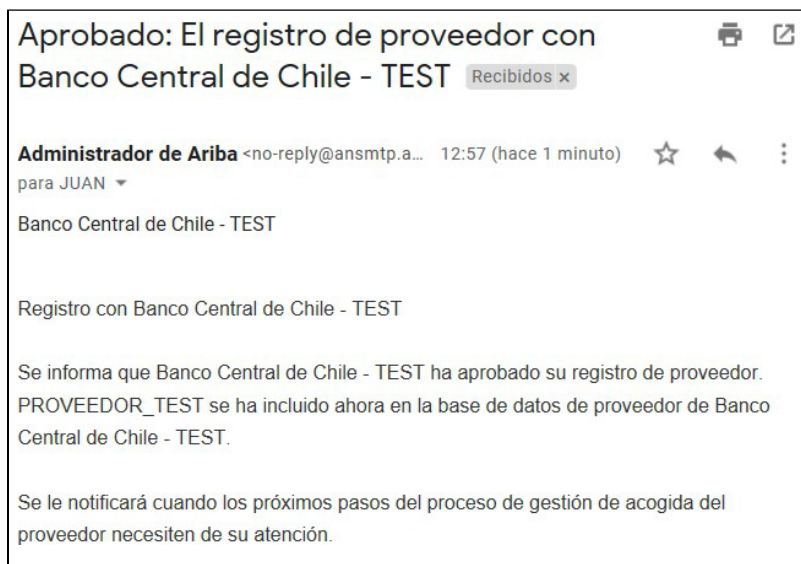 Aprobado: El registro de proveedor con
Banco Central de Chile - TEST Recibidos x
Administrador de Ariba <no-reply@ansmtp.a... 12:57 (hace 1 minuto)
para JUAN
Banco Central de Chile - TEST
Registro con Banco Central de Chile - TEST
Se informa que Banco Central de Chile - TEST ha aprobado su registro de proveedor.
PROVEEDOR_TEST se ha incluido ahora en la base de datos de proveedor de Banco
Central de Chile - TEST.
Se le notificará cuando los próximos pasos del proceso de gestión de acogida del
proveedor necesiten de su atención.